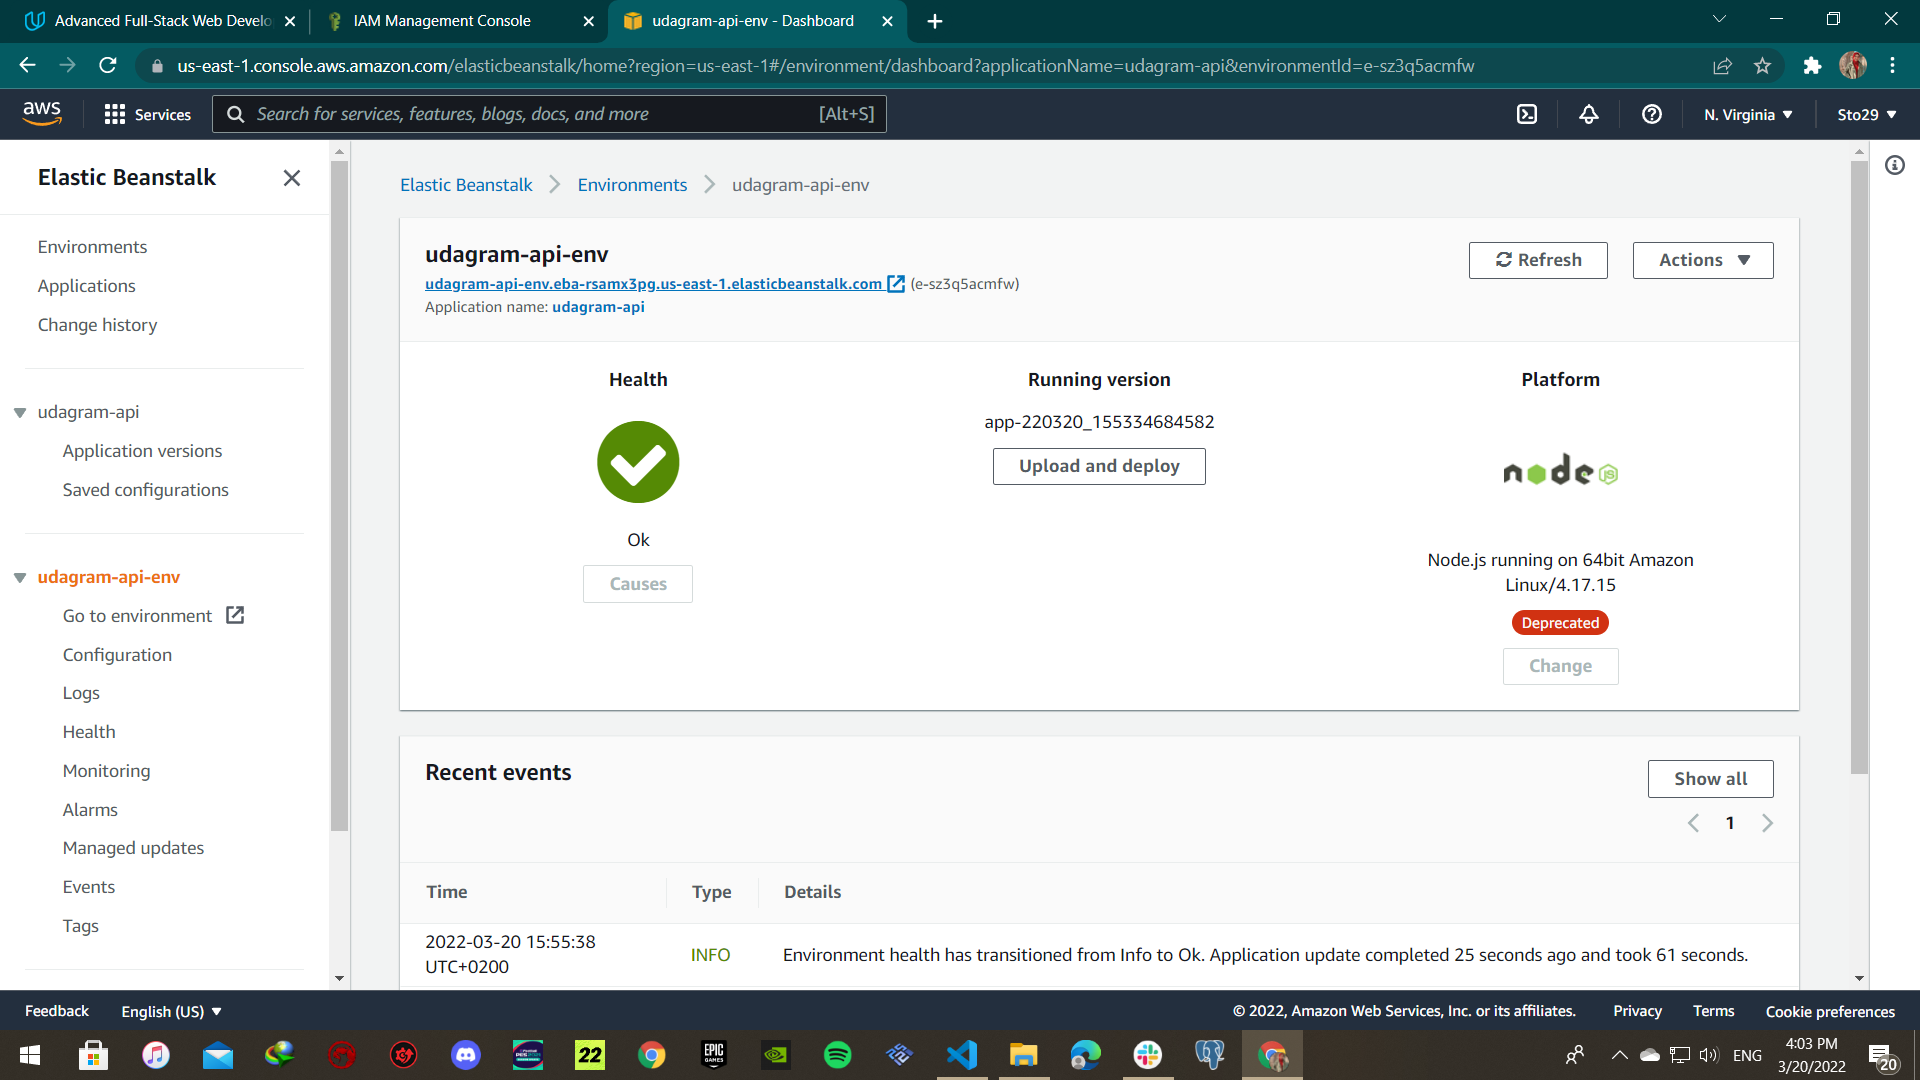 Advanced Full-Stack Web Develo
IAM Management Console
udagram-api-env - Dashboard
us-east-1.console.aws.amazon.com/elasticbeanstalk/home?region=us-east-1#/environment/dashboard?applicationName=udagram-api&environmentId=e-sz3q5acmfw
aws
Services
Search for services, features, blogs, docs, and more
[Alt+S]
N. Virginia
Sto29
Elastic Beanstalk
Environments
Applications
Change history
udagram-api
Application versions
Saved configurations
udagram-api-env
Go to environment
Configuration
Logs
Health
Monitoring
Alarms
Managed updates
Events
Tags
Elastic Beanstalk
Environments
udagram-api-env
udagram-api-env
udagram-api-env.eba-rsamx3pg.us-east-1.elasticbeanstalk.com (e-sz3q5acmfw)
Application name: udagram-api
Refresh
Actions
Health
Ok
Causes
Running version
app-220320_155334684582
Upload and deploy
Platform
node JS
Node.js running on 64bit Amazon
Linux/4.17.15
Deprecated
Change
Recent events
Show all
1
Time
Type
Details
2022-03-20 15:55:38
UTC+0200
INFO
Environment health has transitioned from Info to Ok. Application update completed 25 seconds ago and took 61 seconds.
Feedback
English (US)
© 2022, Amazon Web Services, Inc. or its affiliates.
Privacy
Terms
Cookie preferences
22
EPIC
GAMES
ENG
4:03 PM
3/20/2022
20